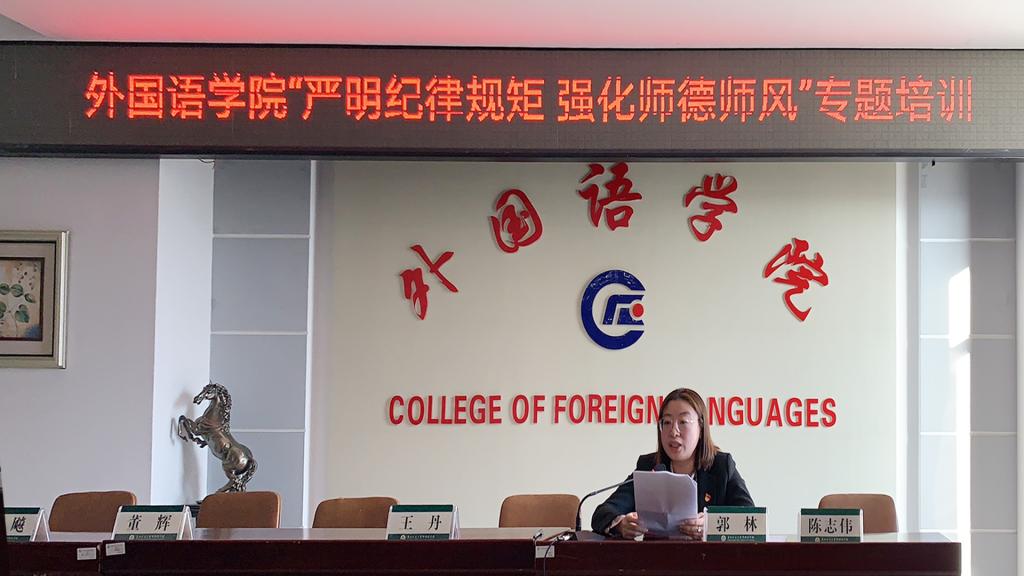 外国语学院“严明纪律规矩 强化师德师风”专题培训
外国语学院
COLLEGE OF FOREIGN ANGUAGES
飚
董辉
王丹
郭林
陈志伟